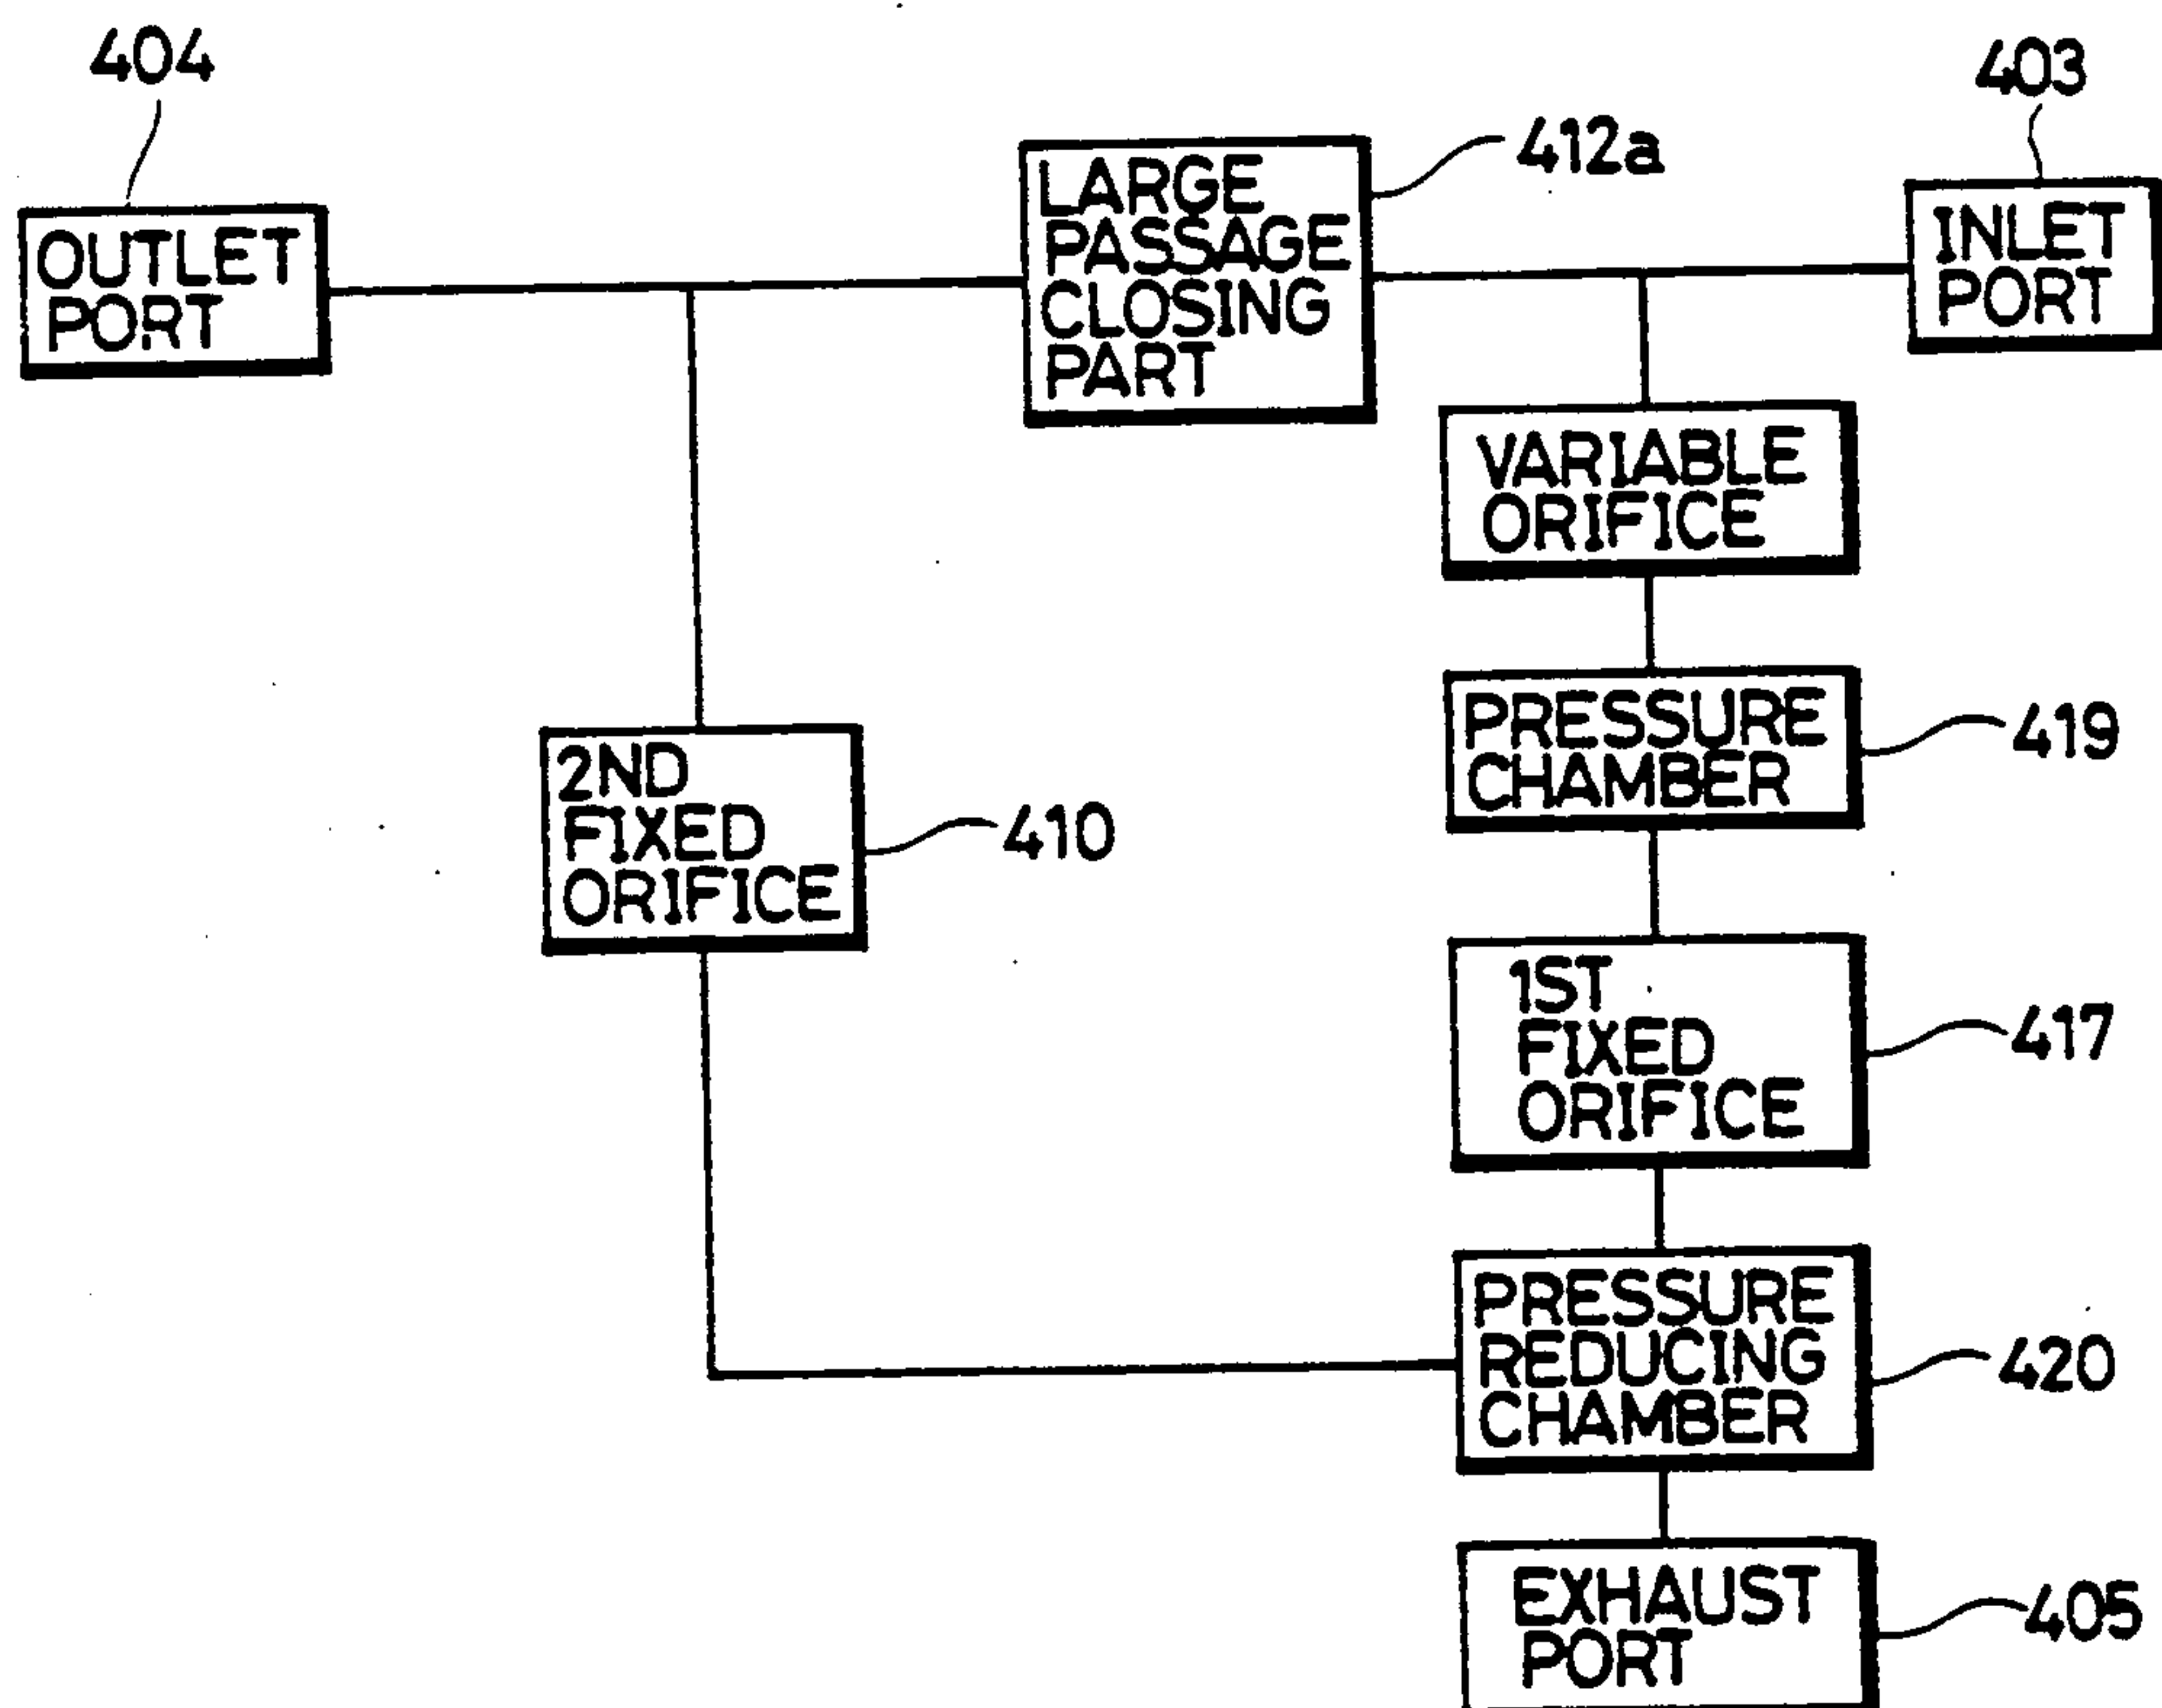 404
403
412a
LARGE
PASSAGE
CLOSING
PART
OUTLET
PORT
INLET
PORT
VARIABLE
ORIFICE
PRESSURE
CHAMBER
419
2ND
FIXED
ORIFICE
410
1ST
FIXED
ORIFICE
417
PRESSURE
REDUCING
CHAMBER
420
EXHAUST
PORT
405